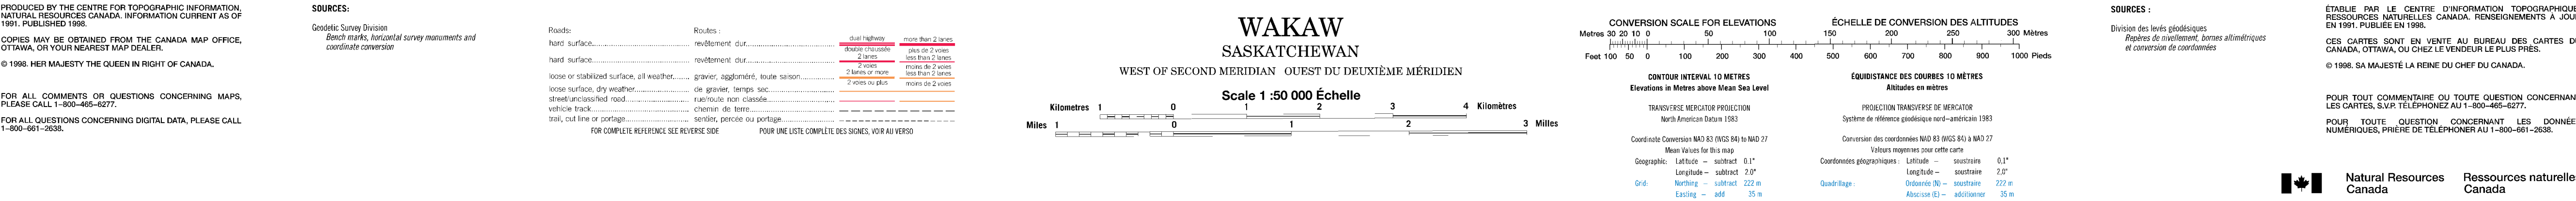 PRODUCED BY THE CENTRE FOR TOPOGRAPHIC INFORMATION,
NATURAL RESOURCES CANADA. INFORMATION CURRENT AS OF
1991. PUBLISHED 1998.
COPIES MAY BE OBTAINED FROM THE CANADA MAP OFFICE,
OTTAWA, OR YOUR NEAREST MAP DEALER.
© 1998. HER MAJESTY THE QUEEN IN RIGHT OF CANADA.
FOR ALL COMMENTS OR QUESTIONS CONCERNING MAPS,
PLEASE CALL 1-800-465-6277.
FOR ALL QUESTIONS CONCERNING DIGITAL DATA, PLEASE CALL
1-800-661-2638.
SOURCES:
Geodetic Survey Division
Bench marks, horizontal survey monuments and
coordinate conversion
Roads: Routes :
dual highway more than 2 lanes
hard surface revêtement dur
double chaussée plus de 2 voies
2 lanes less than 2 lanes
hard surface revêtement dur
2 voies moins de 2 voies
2 lanes or more less than 2 lanes
loose or stabilized surface, all weather gravier, aggloméré, toute saison
2 voies ou plus moins de 2 voies
loose surface, dry weather de gravier, temps sec
street/unclassified road rue/route non classée
vehicle track chemin de terre
trail, cut line or portage sentier, percée ou portage
FOR COMPLETE REFERENCE SEE REVERSE SIDE POUR UNE LISTE COMPLÈTE DES SIGNES, VOIR AU VERSO
WAKAW
SASKATCHEWAN
WEST OF SECOND MERIDIAN OUEST DU DEUXIÈME MÉRIDIEN
Scale 1 :50 000 Échelle
Kilometres 1 0 1 2 3 4 Kilomètres
Miles 1 0 1 2 3 Milles
CONVERSION SCALE FOR ELEVATIONS ÉCHELLE DE CONVERSION DES ALTITUDES
Metres 30 20 10 0 50 100 150 200 250 300 Mètres
Feet 100 50 0 100 200 300 400 500 600 700 800 900 1000 Pieds
CONTOUR INTERVAL 10 METRES
Elevations in Metres above Mean Sea Level
TRANSVERSE MERCATOR PROJECTION
North American Datum 1983
Coordinate Conversion NAD 83 (WGS 84) to NAD 27
Mean Values for this map
Geographic: Latitude – subtract 0.1"
Longitude – subtract 2.0"
Grid: Northing – subtract 222 m
Easting – add 35 m
ÉQUIDISTANCE DES COURBES 10 MÈTRES
Altitudes en mètres
PROJECTION TRANSVERSE DE MERCATOR
Système de référence géodésique nord-américain 1983
Conversion des coordonnées NAD 83 (WGS 84) à NAD 27
Valeurs moyennes pour cette carte
Coordonnées géographiques : Latitude – soustraire 0,1"
Longitude – soustraire 2,0"
Quadrillage : Ordonnée (N) – soustraire 222 m
Abscisse (E) – additionner 35 m
SOURCES :
Division des levés géodésiques
Repères de nivellement, bornes altimétriques
et conversion de coordonnées
ÉTABLIE PAR LE CENTRE D'INFORMATION TOPOGRAPHIQUE
RESSOURCES NATURELLES CANADA. RENSEIGNEMENTS À JOU
EN 1991. PUBLIÉE EN 1998.
CES CARTES SONT EN VENTE AU BUREAU DES CARTES DU
CANADA, OTTAWA, OU CHEZ LE VENDEUR LE PLUS PRÈS.
© 1998. SA MAJESTÉ LA REINE DU CHEF DU CANADA.
POUR TOUT COMMENTAIRE OU TOUTE QUESTION CONCERNAN
LES CARTES, S.V.P. TÉLÉPHONEZ AU 1-800-465-6277.
POUR TOUTE QUESTION CONCERNANT LES DONNÉE
NUMÉRIQUES, PRIÈRE DE TÉLÉPHONER AU 1-800-661-2638.
Natural Resources Ressources naturelle
Canada Canada